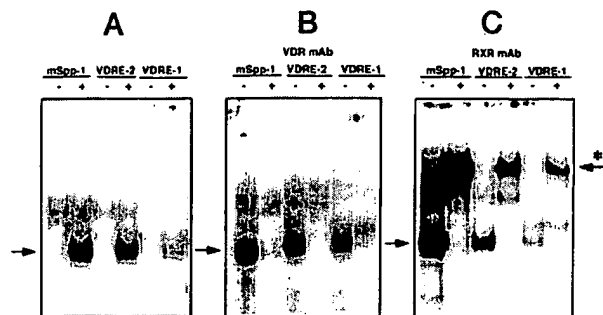 A B C
VDR mAb RXR mAb
mSpp-1 VDRE-2 VDRE-1 mSpp-1 VDRE-2 VDRE-1 mSpp-1 VDRE-2 VDRE-1
- + - + - + - + - + - + - + - + - +
*